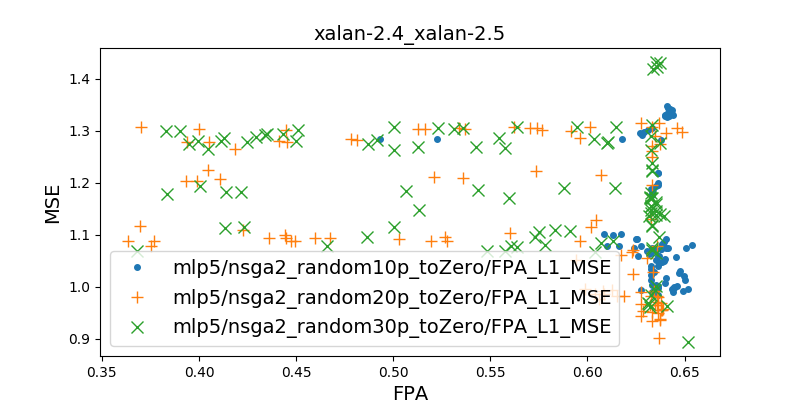 xalan-2.4_xalan-2.5
MSE
1.4
1.3
1.2
1.1
1.0
0.9
mlp5/nsga2_random10p_toZero/FPA_L1_MSE
mlp5/nsga2_random20p_toZero/FPA_L1_MSE
mlp5/nsga2_random30p_toZero/FPA_L1_MSE
0.35 0.40 0.45 0.50 0.55 0.60 0.65
FPA